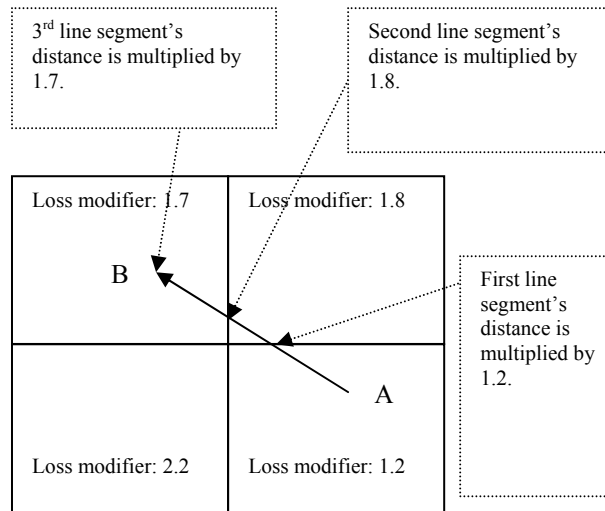 3rd line segment’s
distance is multiplied by
1.7.
Second line segment’s
distance is multiplied by
1.8.
Loss modifier: 1.7
Loss modifier: 1.8
B
First line
segment’s
distance is
multiplied by
1.2.
A
Loss modifier: 2.2
Loss modifier: 1.2